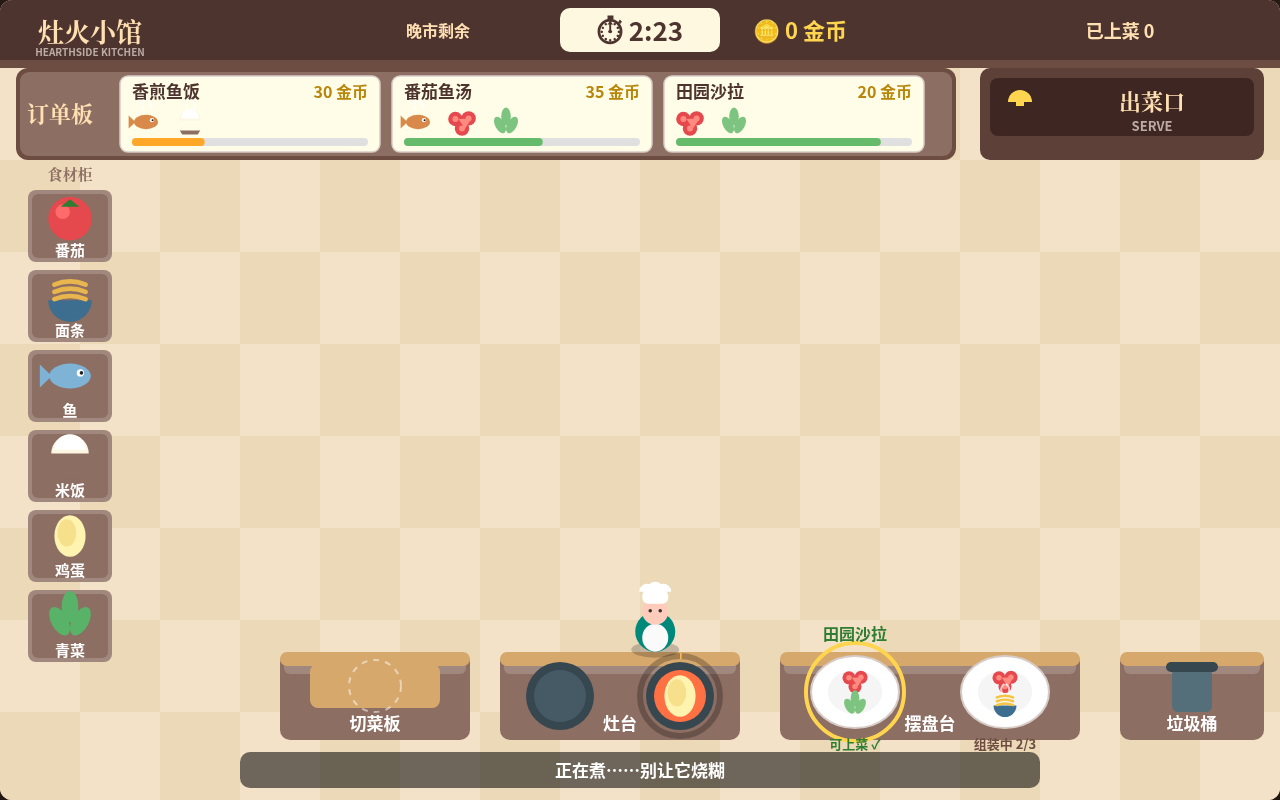 灶火小馆
HEARTHSIDE KITCHEN
晚市剩余
2:23
0 金币
已上菜 0
订单板
香煎鱼饭 30 金币
番茄鱼汤 35 金币
田园沙拉 20 金币
出菜口
SERVE
食材柜
番茄
面条
鱼
米饭
鸡蛋
青菜
田园沙拉
切菜板
灶台
摆盘台
垃圾桶
可上菜 ✓
组装中 2/3
正在煮……别让它烧糊